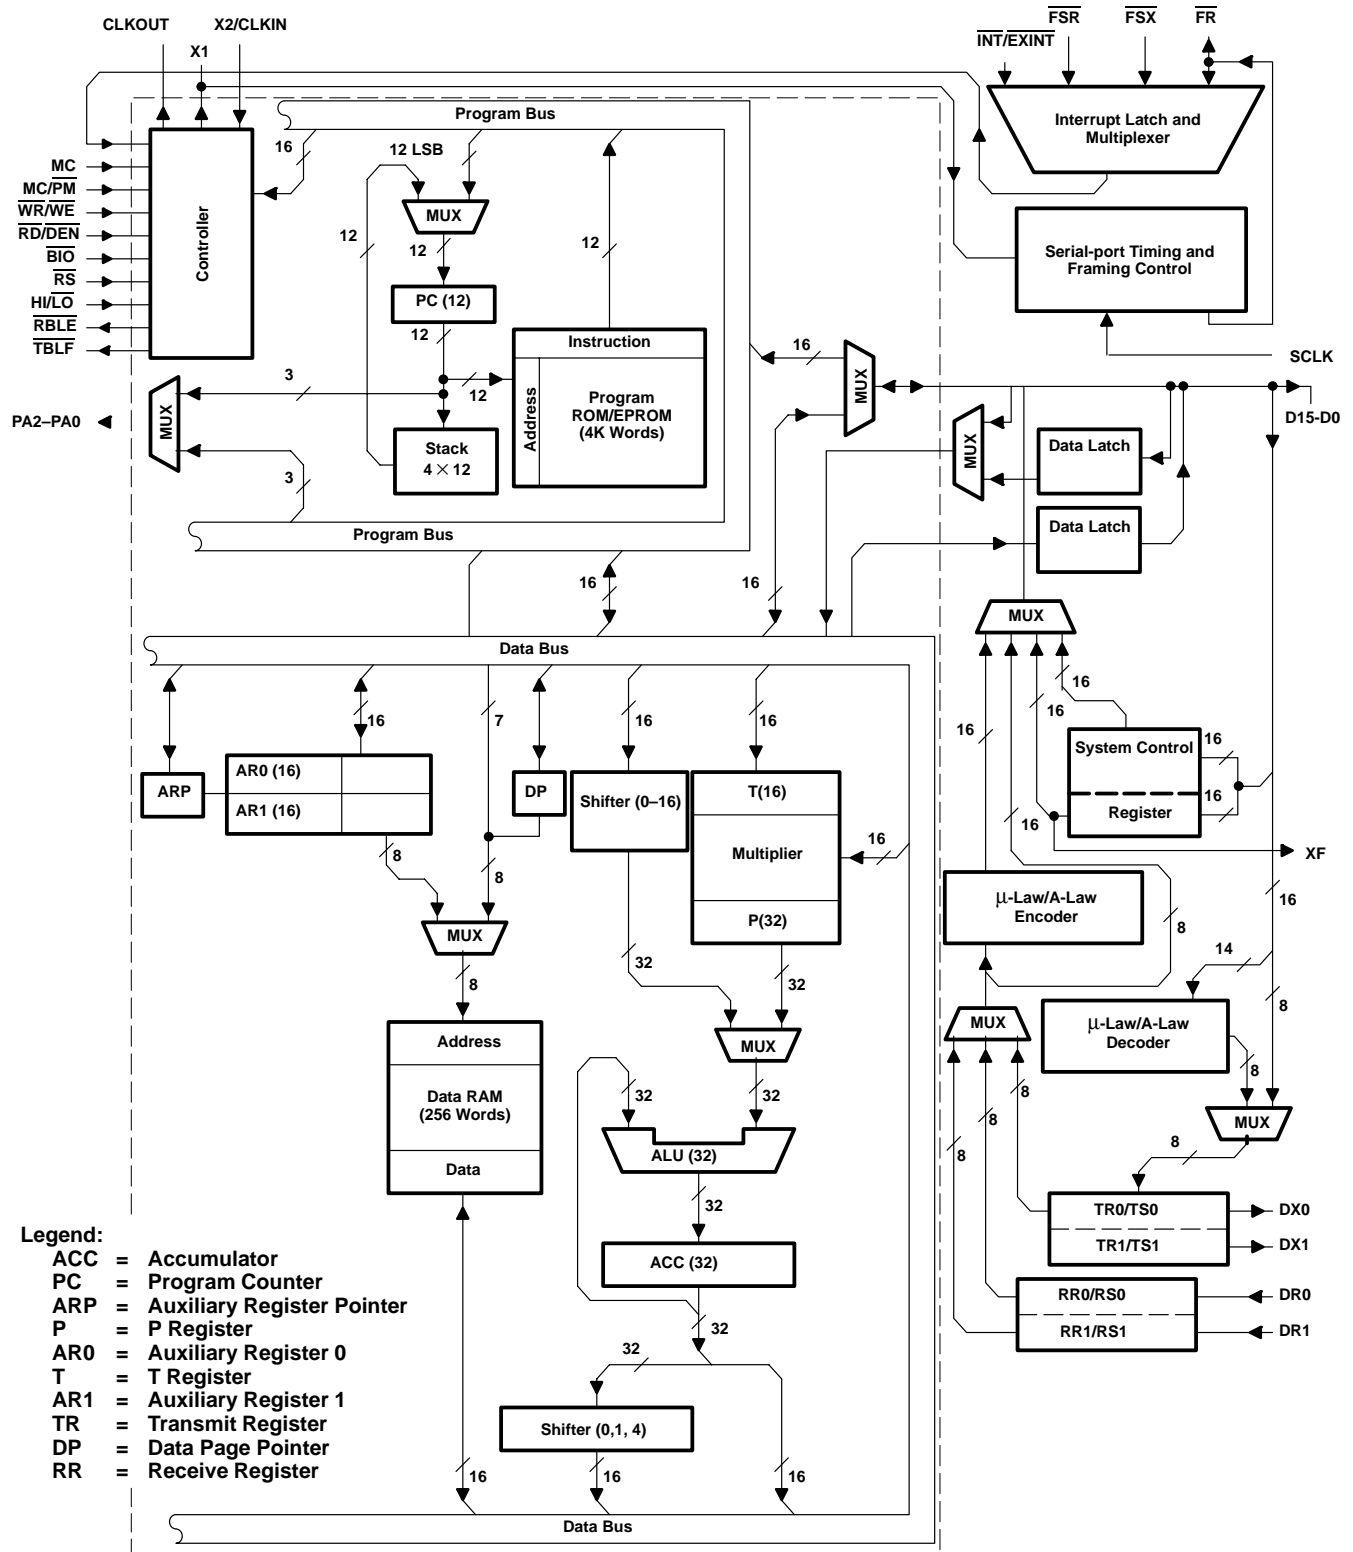 CLKOUT
X2/CLKIN
X1
FSR
FSX
FR
INT/EXINT
Program Bus
Interrupt Latch and
Multiplexer
16
12 LSB
MC
MC/PM
WR/WE
RD/DEN
BIO
RS
HI/LO
RBLE
TBLF
Controller
MUX
12
12
12
Serial-port Timing and
Framing Control
PC (12)
12
Instruction
Address
Program
ROM/EPROM
(4K Words)
16
MUX
SCLK
3
12
PA2–PA0
MUX
D15-D0
Stack
4 × 12
MUX
Data Latch
3
Program Bus
Data Latch
16
16
MUX
Data Bus
16
16
7
16
16
16
16
System Control
16
16
Register
ARP
AR0 (16)
AR1 (16)
DP
Shifter (0–16)
T(16)
Multiplier
P(32)
16
16
XF
8
8
μ-Law/A-Law
Encoder
16
8
MUX
14
8
32
32
8
MUX
μ-Law/A-Law
Decoder
Address
Data RAM
(256 Words)
Data
MUX
8
8
8
8
32
32
MUX
ALU (32)
8
32
TR0/TS0
TR1/TS1
DX0
DX1
ACC (32)
RR0/RS0
RR1/RS1
DR0
DR1
32
32
Shifter (0,1, 4)
16
16
16
Data Bus
Legend:
ACC = Accumulator
PC = Program Counter
ARP = Auxiliary Register Pointer
P = P Register
AR0 = Auxiliary Register 0
T = T Register
AR1 = Auxiliary Register 1
TR = Transmit Register
DP = Data Page Pointer
RR = Receive Register